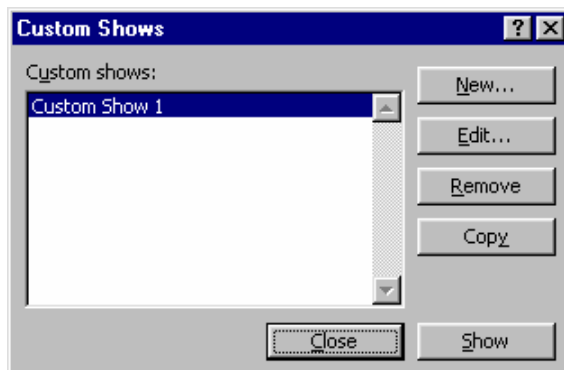 Custom Shows
Custom shows:
Custom Show 1
New...
Edit...
Remove
Copy
Close
Show